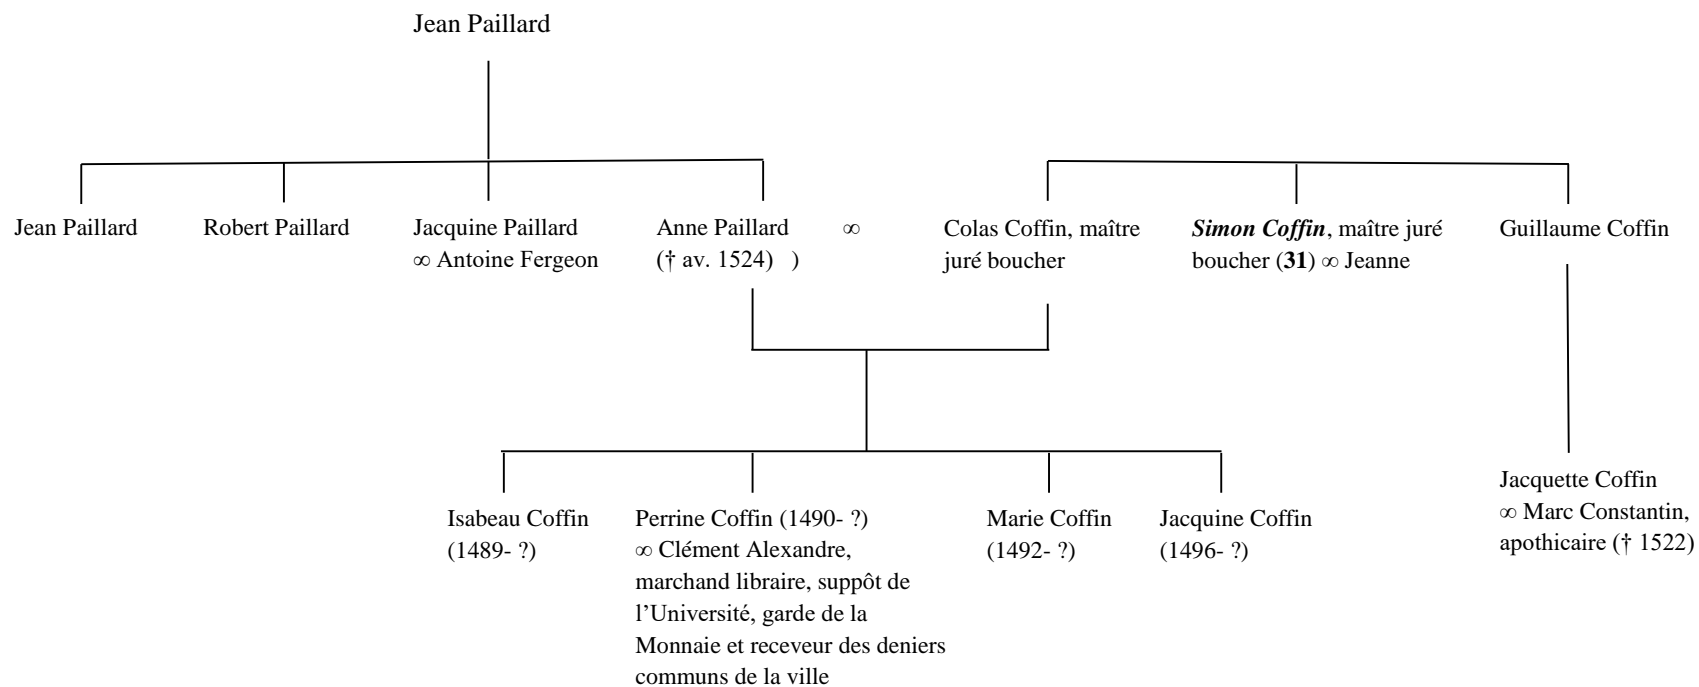 Jean Paillard
Jean Paillard
Robert Paillard
Jacquine Paillard
∞ Antoine Fergeon
Anne Paillard
(† av. 1524)   )
∞
Colas Coffin, maître
juré boucher
Simon Coffin, maître juré
boucher (31) ∞ Jeanne
Guillaume Coffin
Isabeau Coffin
(1489- ?)
Perrine Coffin (1490- ?)
∞ Clément Alexandre,
marchand libraire, suppôt de
l’Université, garde de la
Monnaie et receveur des deniers
communs de la ville
Marie Coffin
(1492- ?)
Jacquine Coffin
(1496- ?)
Jacquette Coffin
∞ Marc Constantin,
apothicaire († 1522)